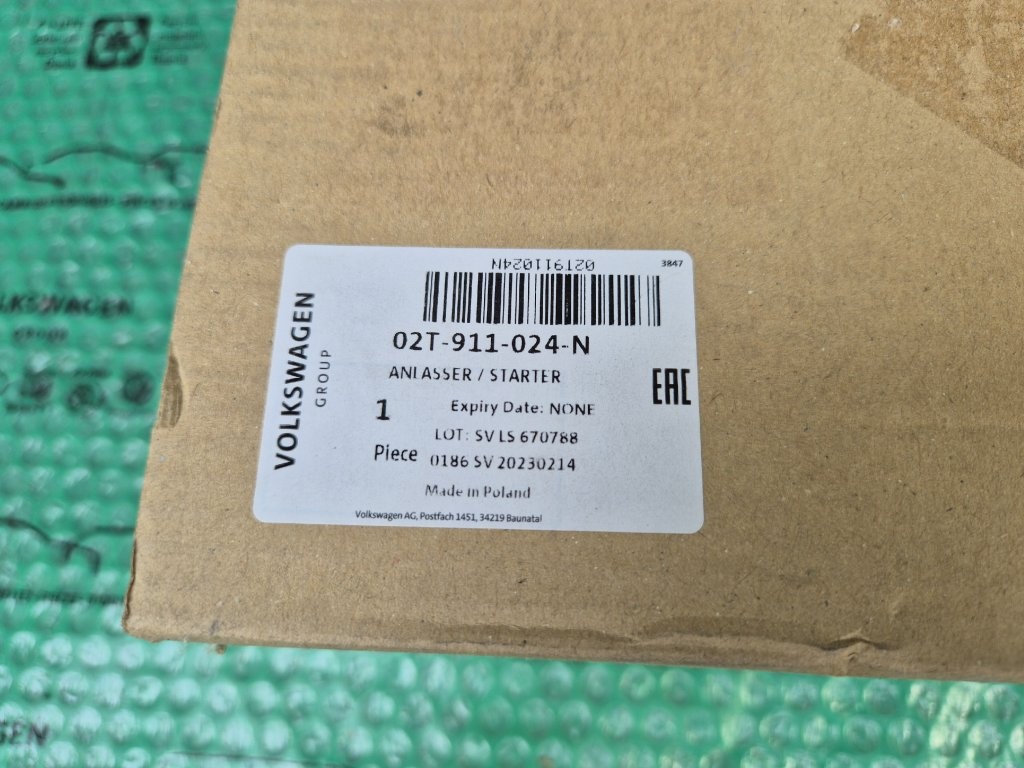 02T911024N
3847
VOLKSWAGEN
GROUP
02T-911-024-N
ANLASSER / STARTER
EAC
1
Expiry Date: NONE
LOT: SV LS 670788
Piece
0186 SV 20230214
Made in Poland
Volkswagen AG, Postfach 1451, 34219 Baunatal